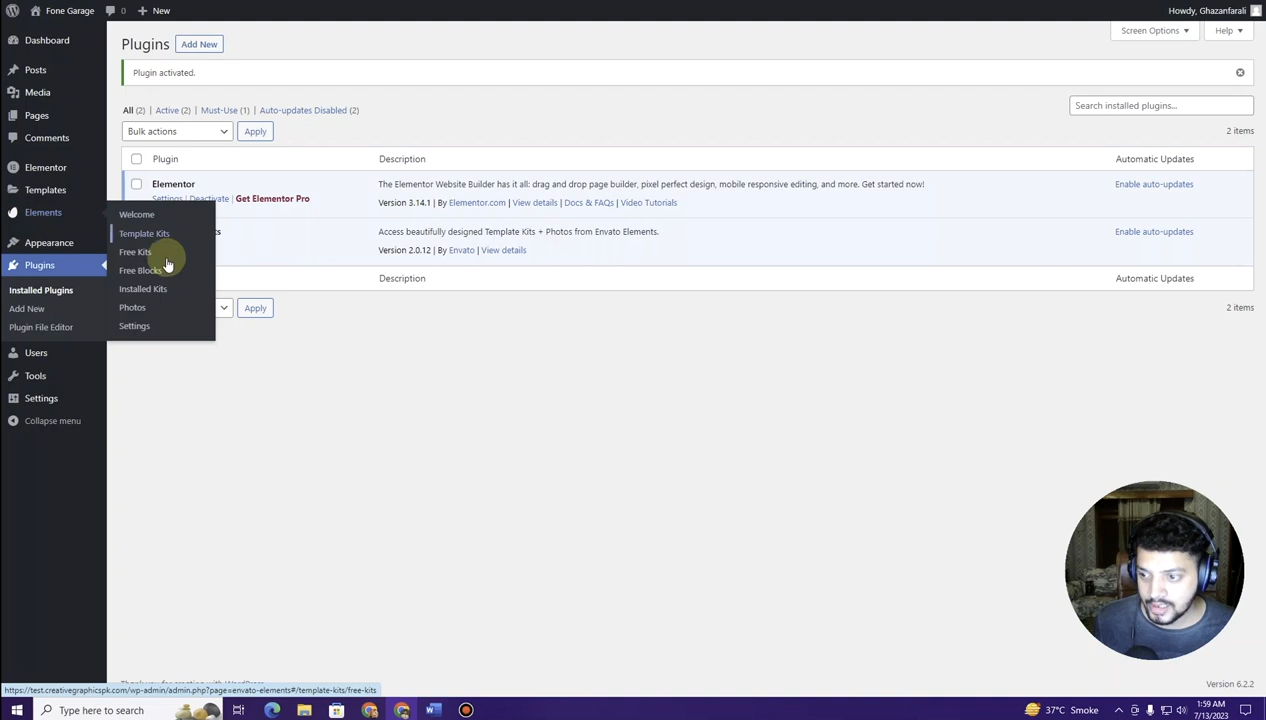 Fone Garage 0 New Howdy, Ghazanfarali
Dashboard
Posts
Media
Pages
Comments
Elementor
Templates
Elements
Appearance
Plugins
Installed Plugins
Add New
Plugin File Editor
Users
Tools
Settings
Collapse menu
Welcome
Template Kits
Free Kits
Free Blocks
Installed Kits
Photos
Settings
Screen Options Help
Plugins Add New
Plugin activated.
All (2) | Active (2) | Must-Use (1) | Auto-updates Disabled (2)
Search installed plugins...
Bulk actions Apply
2 items
Plugin Description Automatic Updates
Elementor The Elementor Website Builder has it all: drag and drop page builder, pixel perfect design, mobile responsive editing, and more. Get started now! Enable auto-updates
Settings | Deactivate | Get Elementor Pro Version 3.14.1 | By Elementor.com | View details | Docs & FAQs | Video Tutorials
Access beautifully designed Template Kits + Photos from Envato Elements. Enable auto-updates
Version 2.0.12 | By Envato | View details
Description Automatic Updates
Apply 2 items
Version 6.2.2
https://test.creativegraphicspk.com/wp-admin/admin.php?page=envato-elements#/template-kits/free-kits
Type here to search
37°C Smoke
1:59 AM
7/13/2023